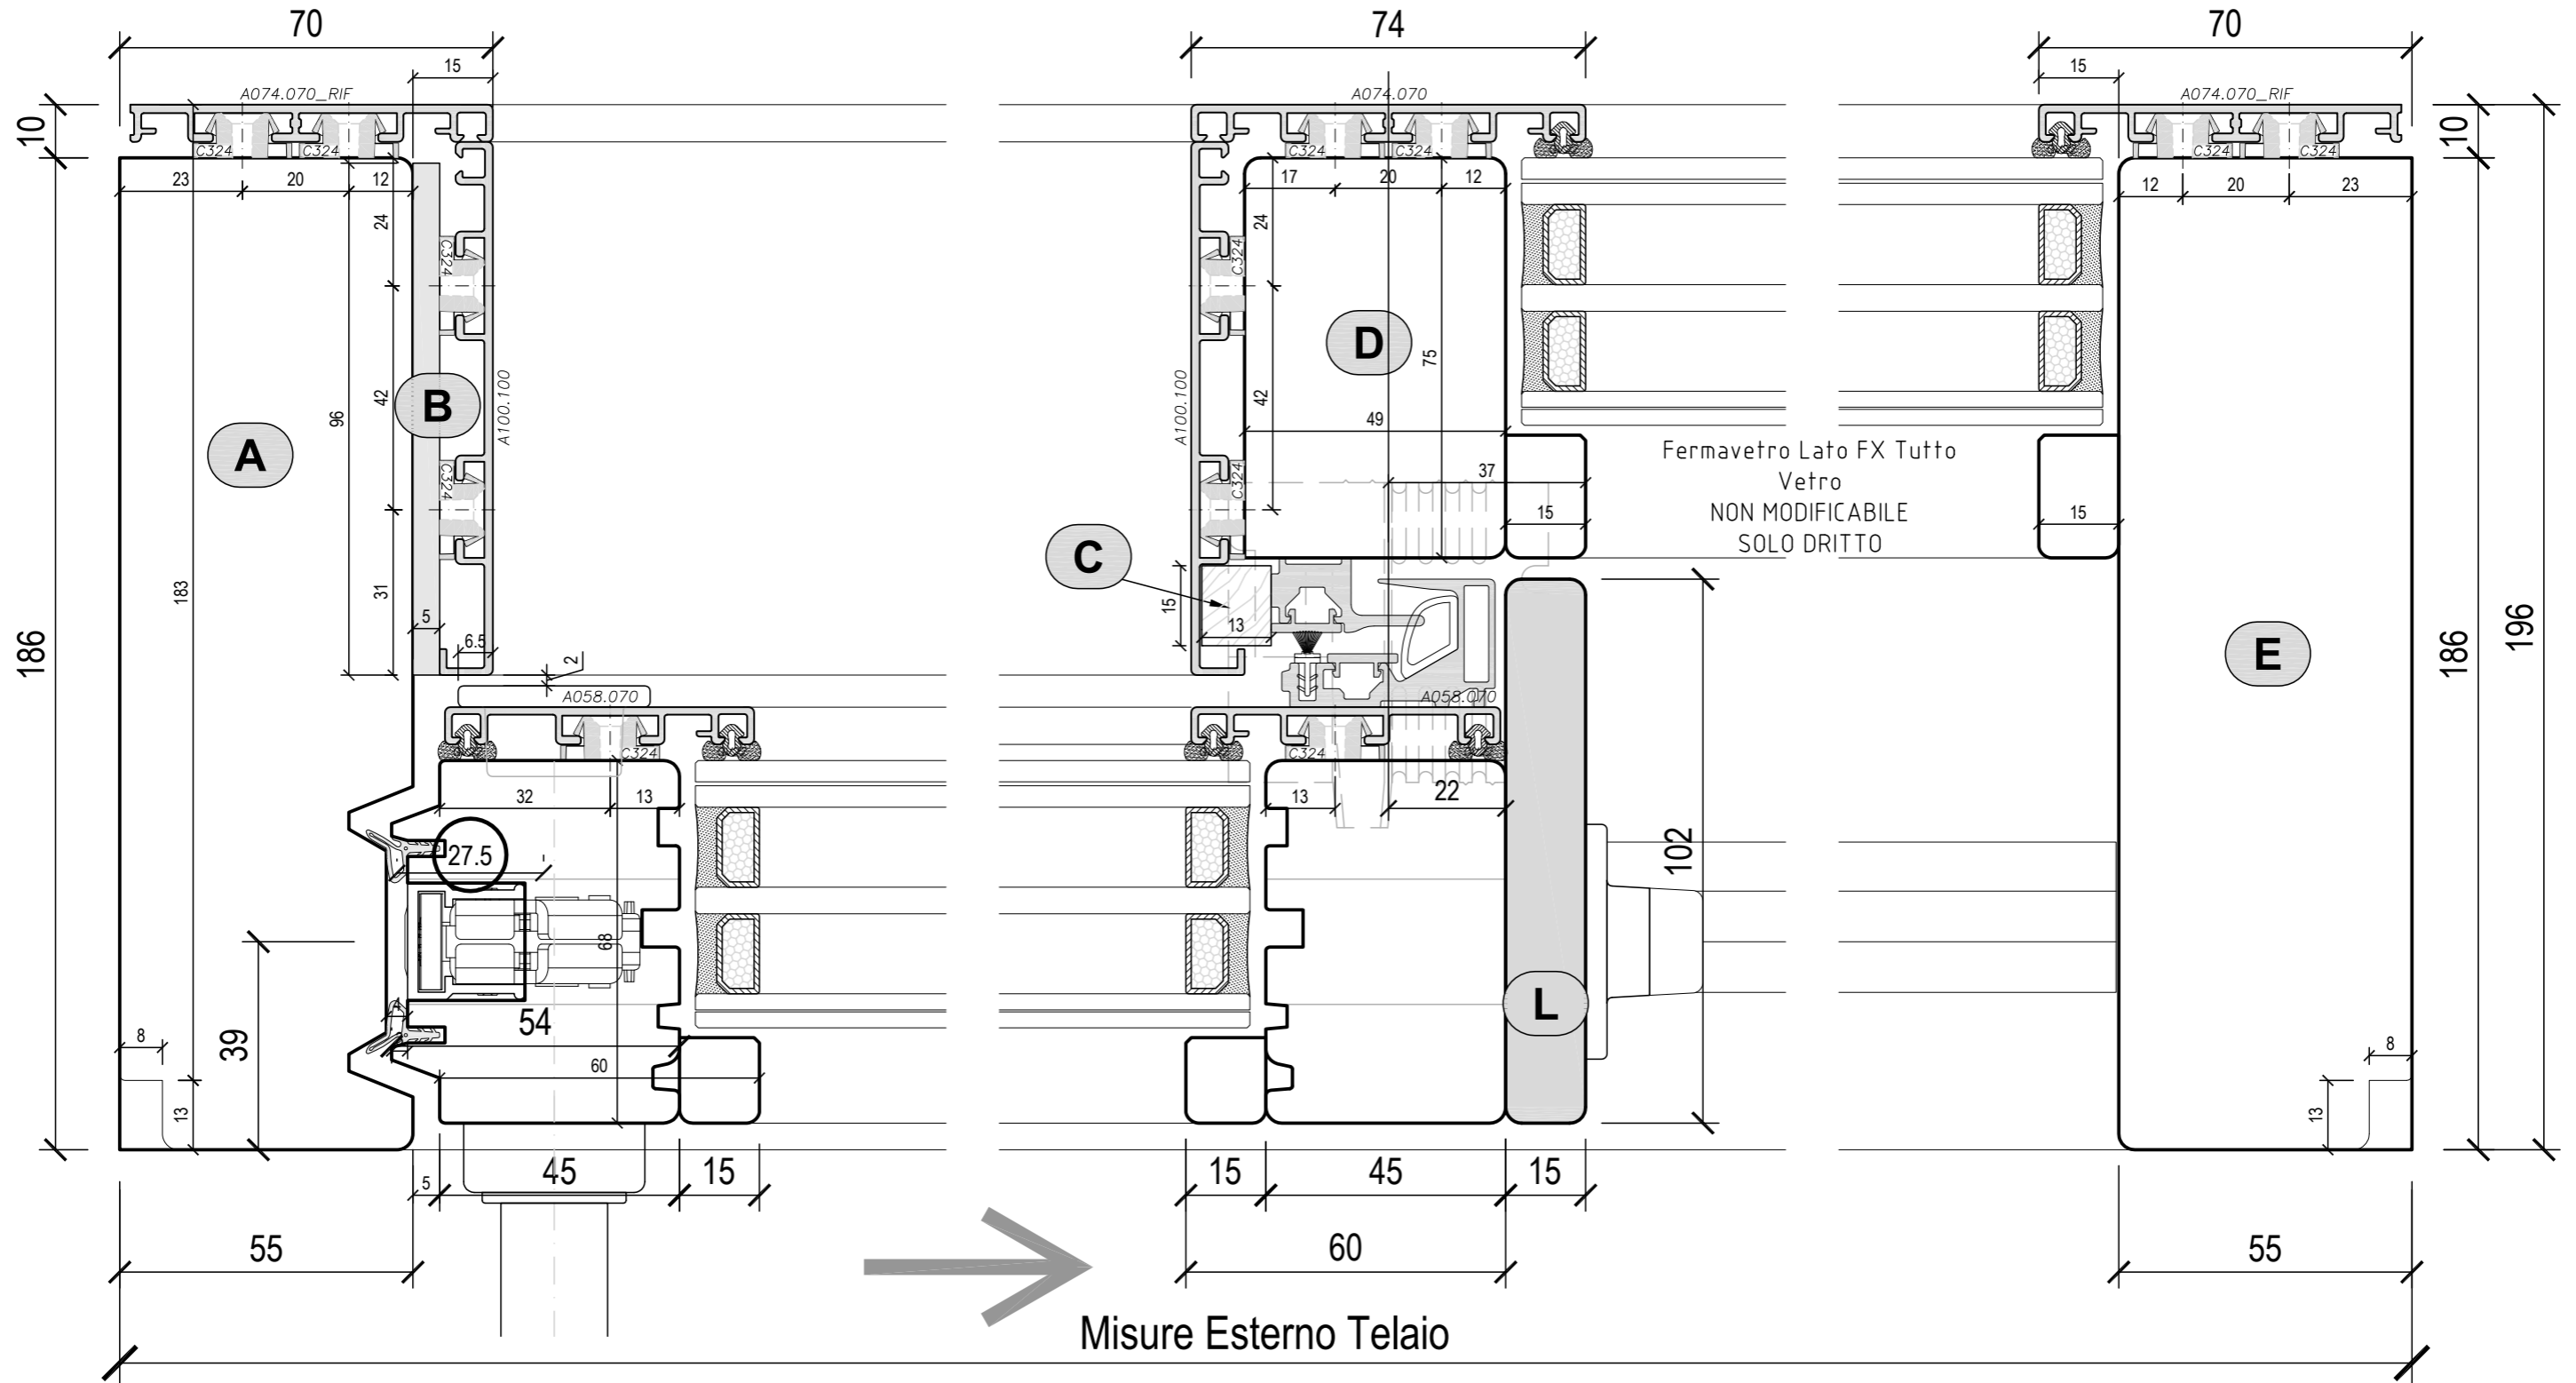 70
74
70
15
15
A074.070_RIF
A074.070
A074.070_RIF
10
10
C324
C324
C324
C324
C324
C324
23
20
12
17
20
12
12
20
23
24
C324
24
C324
D
75
42
B
96
A100.100
A
42
A100.100
49
Fermavetro Lato FX Tutto
Vetro
NON MODIFICABILE
SOLO DRITTO
37
C324
C324
15
15
C
183
31
15
5
13
6.5
2
186
E
186
196
A058.070
A058.070
C324
C324
32
13
13
22
27.5
102
68
4
54
L
39
8
8
60
13
13
5
45
15
15
45
15
55
60
55
Misure Esterno Telaio